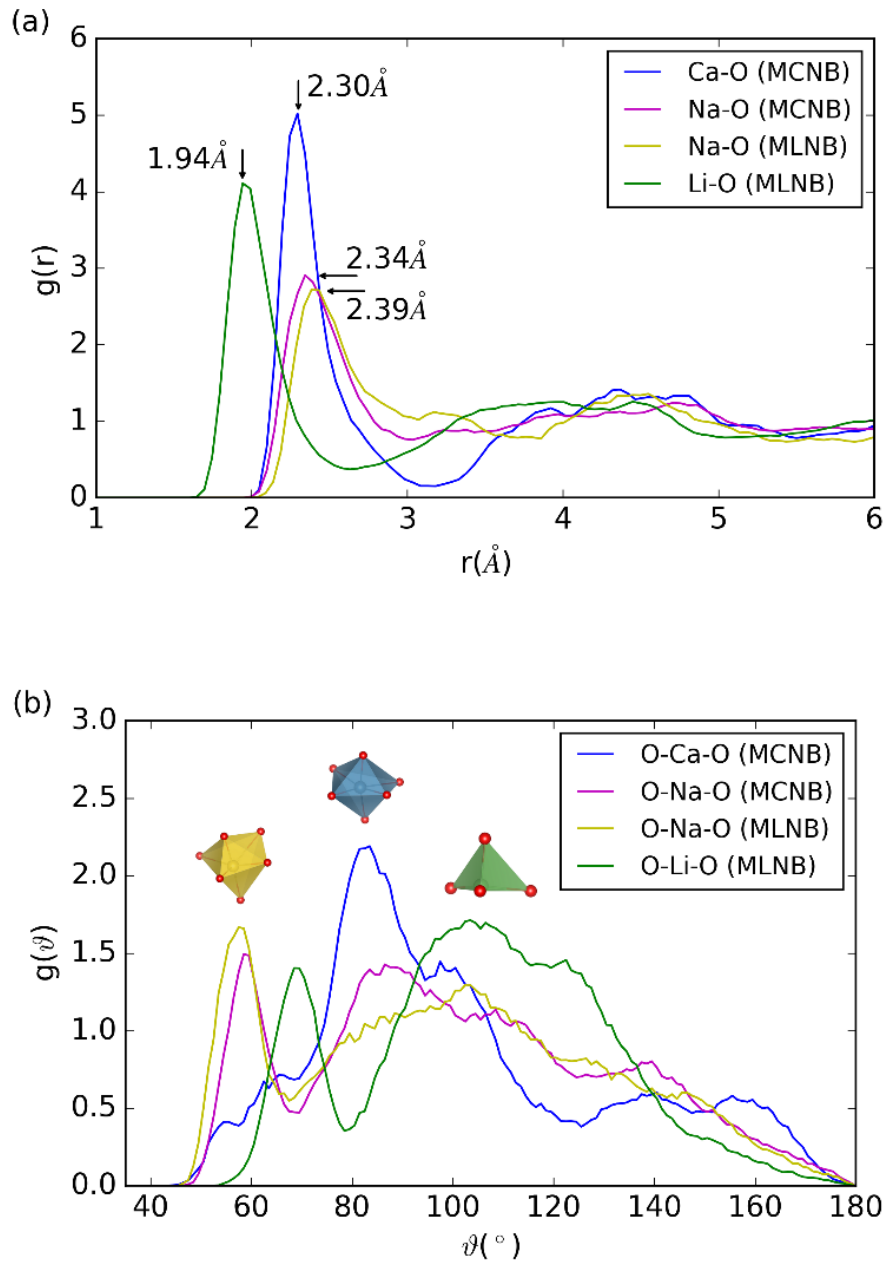 (a)
6
5
4
3
2
1
0
g(r)
2.30Å
1.94Å
2.34Å
2.39Å
Ca-O (MCNB)
Na-O (MCNB)
Na-O (MLNB)
Li-O (MLNB)
1 2 3 4 5 6
r(Å)
(b)
3.0
2.5
2.0
1.5
1.0
0.5
0.0
g(ϑ)
O-Ca-O (MCNB)
O-Na-O (MCNB)
O-Na-O (MLNB)
O-Li-O (MLNB)
40 60 80 100 120 140 160 180
ϑ(°)